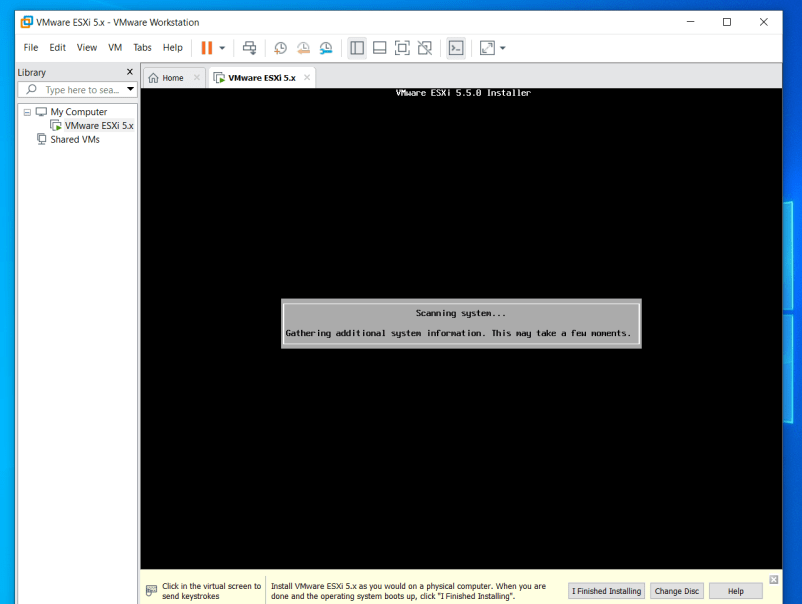 VMware ESXi 5.x - VMware Workstation
File Edit View VM Tabs Help
Library
Home
VMware ESXi 5.x
Type here to sea...
My Computer
VMware ESXi 5.x
Shared VMs
VMware ESXi 5.5.0 Installer
Scanning system...
Gathering additional system information. This may take a few moments.
Click in the virtual screen to
send keystrokes
Install VMware ESXi 5.x as you would on a physical computer. When you are
done and the operating system boots up, click "I Finished Installing".
I Finished Installing
Change Disc
Help